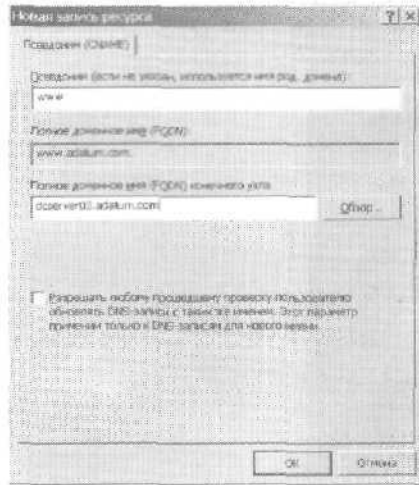 Новая запись ресурса
Псевдоним (CNAME)
Псевдоним (если не указан, используется имя род. домена):
www
Полное доменное имя (FQDN):
www.adatum.com.
Полное доменное имя (FQDN) конечного узла:
dcserver02.adatum.com
Обзор...
Разрешать любому прошедшему проверку пользователю
обновлять DNS-записи с таким же именем. Этот параметр
применим только к DNS-записям для нового имени.
ОК
Отмена